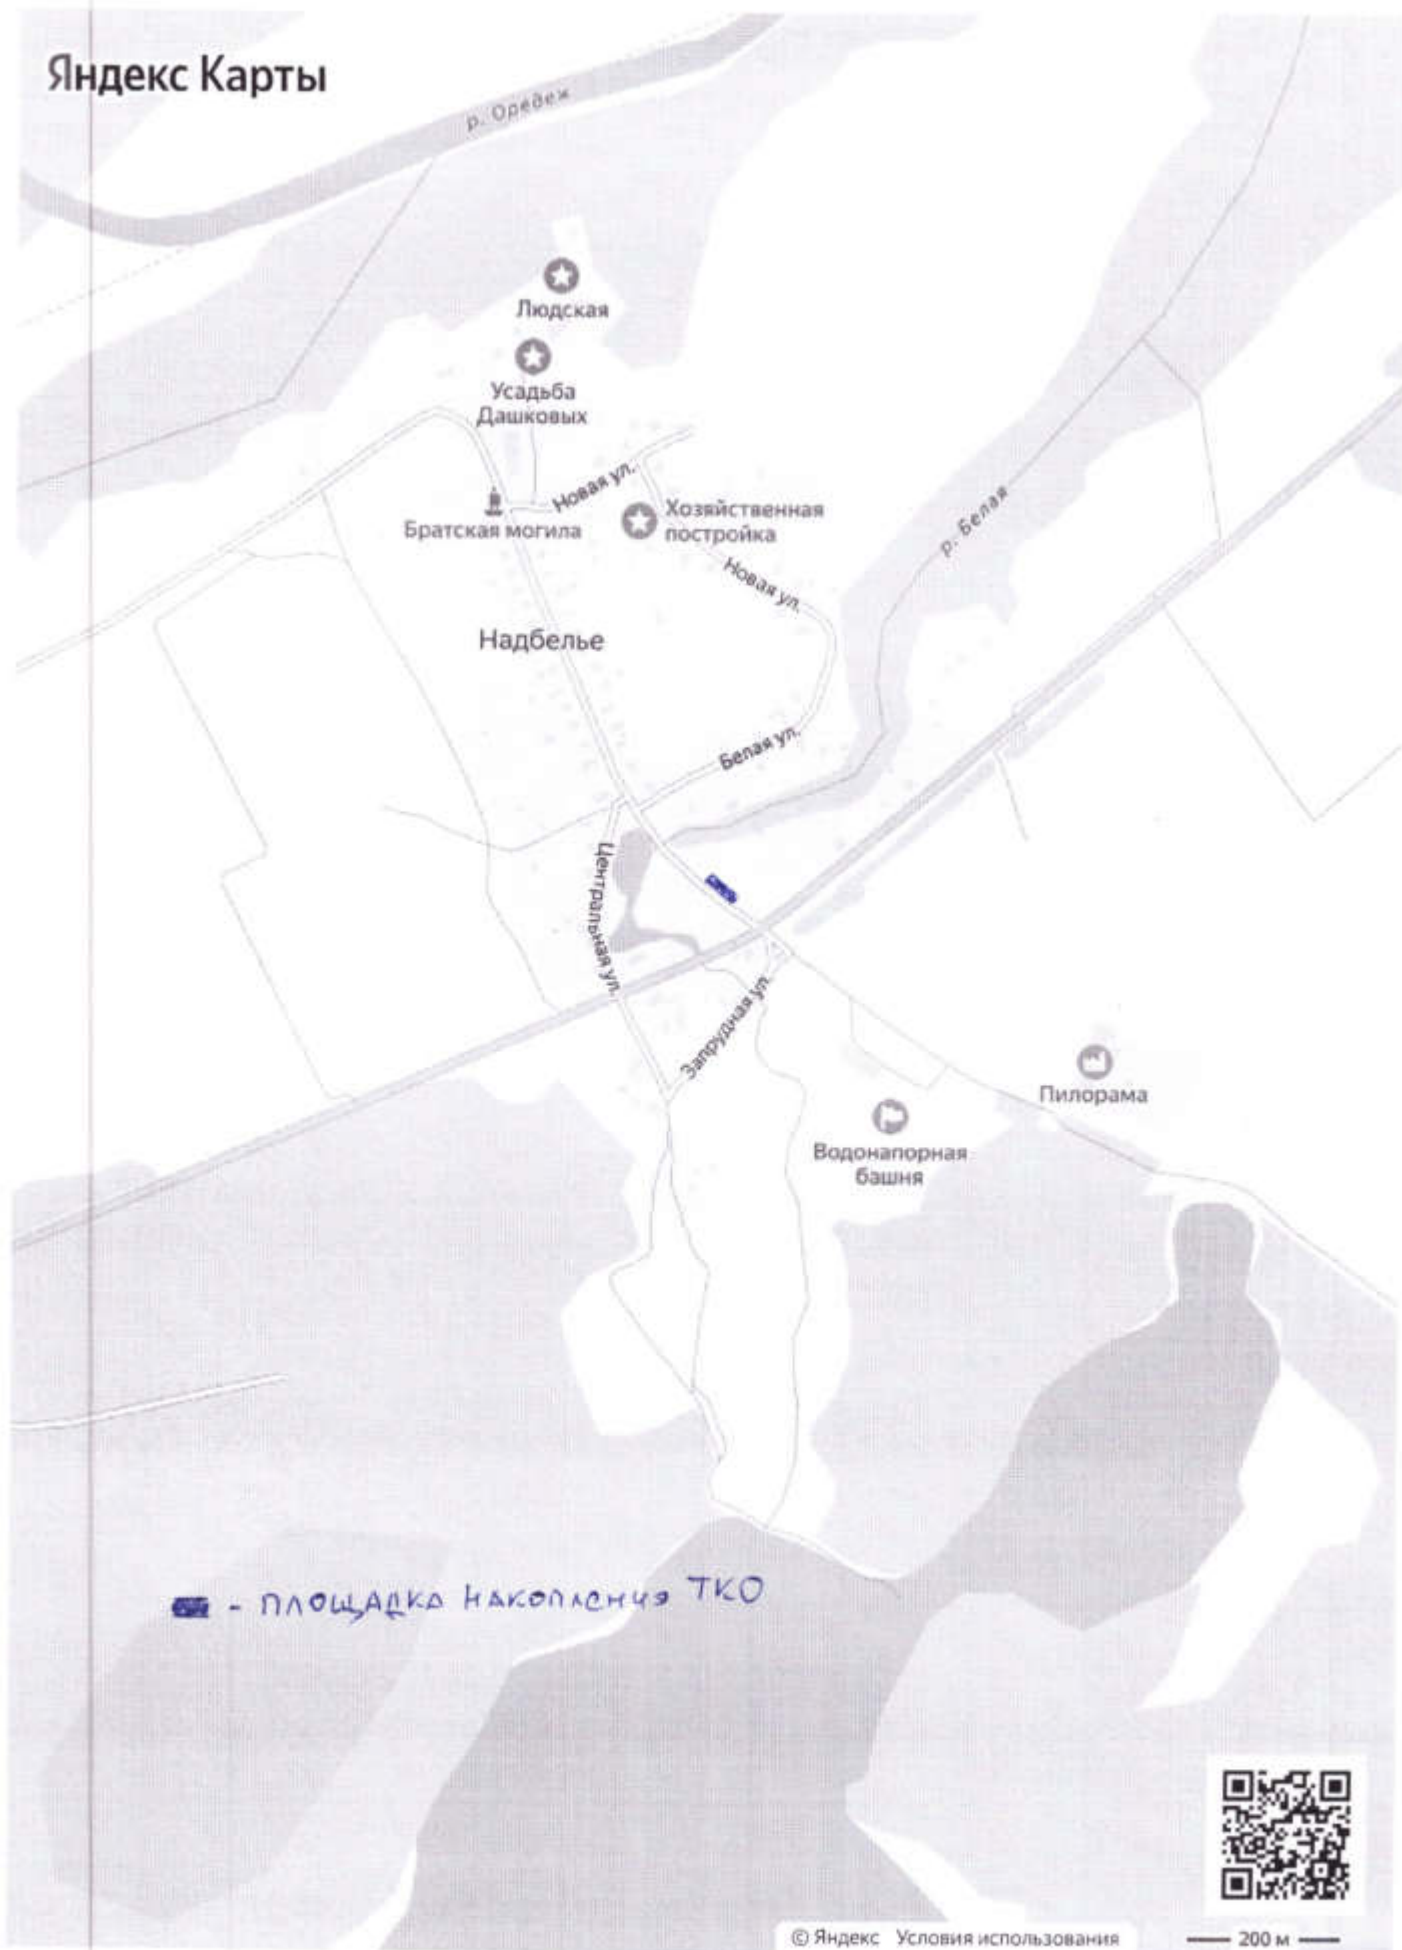 Яндекс Карты
р. Оредеж
Людская
Усадьба
Дашковых
Новая ул.
Братская могила
Хозяйственная
постройка
р. Белая
Новая ул.
Надбелье
Белая ул.
Центральная ул.
Запрудная ул.
Пилорама
Водонапорная
башня
- ПЛОЩАДКА НАКОПЛЕНИЯ ТКО
© Яндекс Условия использования
200 м